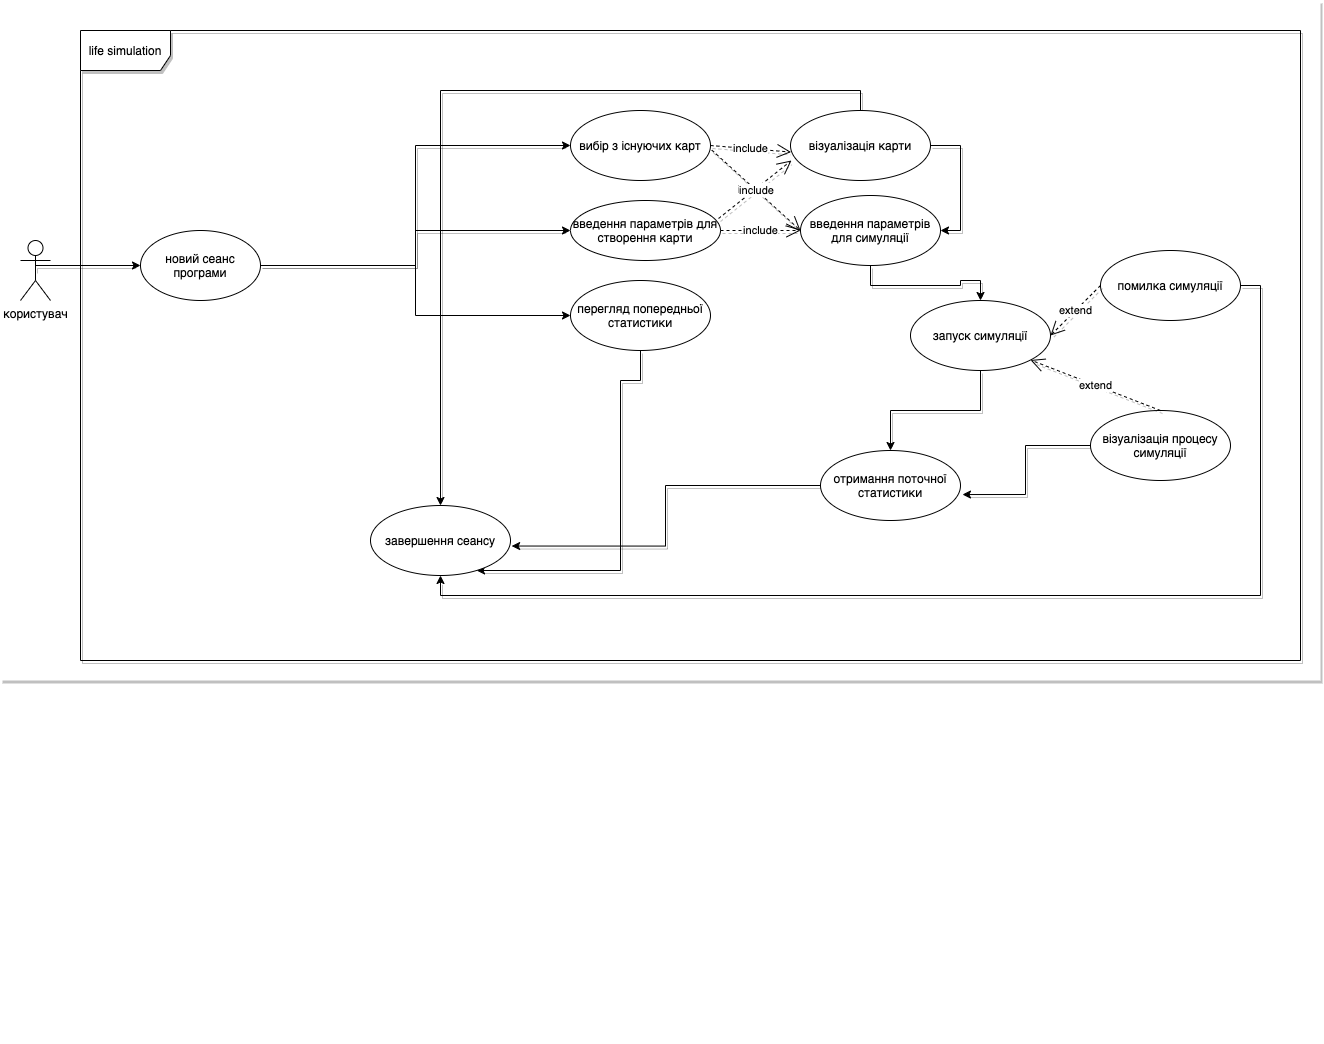 life simulation
вибір з існуючих карт
include
візуалізація карти
include
введення параметрів для
створення карти
include
введення параметрів
для симуляції
користувач
новий сеанс
програми
перегляд попередньої
статистики
помилка симуляції
extend
запуск симуляції
extend
візуалізація процесу
симуляції
отримання поточної
статистики
завершення сеансу